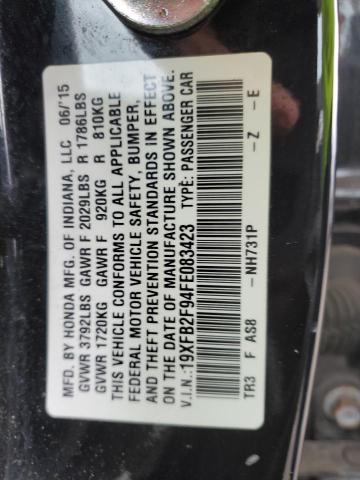 MFD. BY HONDA MFG. OF INDIANA, LLC 06/'15
GVWR 3792LBS GAWR F 2029LBS R 1786LBS
GVWR 1720KG GAWR F 920KG R 810KG
THIS VEHICLE CONFORMS TO ALL APPLICABLE
FEDERAL MOTOR VEHICLE SAFETY, BUMPER,
AND THEFT PREVENTION STANDARDS IN EFFECT
ON THE DATE OF MANUFACTURE SHOWN ABOVE.
V.I.N.:19XFB2F94FE083423 TYPE: PASSENGER CAR
TR3 F AS8 -NH731P -Z -E